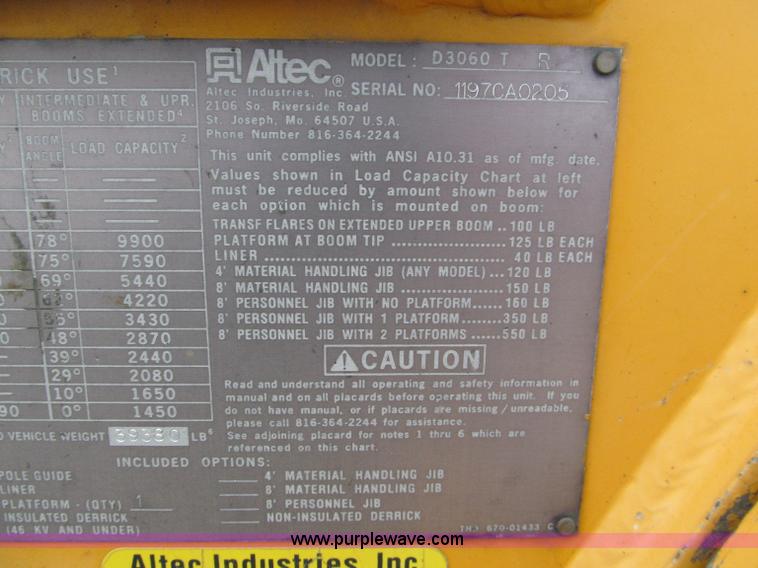 RICK USE¹
INTERMEDIATE & UPR.
BOOMS EXTENDED⁴
BOOM ANGLE LOAD CAPACITY²
78° 9900
75° 7590
69° 5440
4220
3430
48° 2870
39° 2440
29° 2080
10° 1650
90 0° 1450
VEHICLE WEIGHT 39380 LB⁶
Altec®
MODEL: D3060 T R
Altec Industries, Inc. SERIAL NO: 1197CA0205
2106 So. Riverside Road
St. Joseph, Mo. 64507 U.S.A.
Phone Number 816-364-2244
This unit complies with ANSI A10.31 as of mfg. date.
Values shown in Load Capacity Chart at left
must be reduced by amount shown below for
each option which is mounted on boom:
TRANSF FLARES ON EXTENDED UPPER BOOM .. 100 LB
PLATFORM AT BOOM TIP .................... 125 LB EACH
LINER ............................................ 40 LB EACH
4' MATERIAL HANDLING JIB (ANY MODEL)... 120 LB
8' MATERIAL HANDLING JIB ................ 150 LB
8' PERSONNEL JIB WITH NO PLATFORM..... 160 LB
8' PERSONNEL JIB WITH 1 PLATFORM....... 350 LB
8' PERSONNEL JIB WITH 2 PLATFORMS..... 550 LB
CAUTION
Read and understand all operating and safety information in
manual and on all placards before operating this unit. If you
do not have manual, or if placards are missing/unreadable,
please call 816-364-2244 for assistance.
See adjoining placard for notes 1 thru 6 which are
referenced on this chart.
INCLUDED OPTIONS:
POLE GUIDE
LINER
PLATFORM - (QTY) 1
INSULATED DERRICK
(46 KV AND UNDER)
4' MATERIAL HANDLING JIB
8' MATERIAL HANDLING JIB
8' PERSONNEL JIB
NON-INSULATED DERRICK
670-01433 C
www.purplewave.com
Altec Industries, Inc.